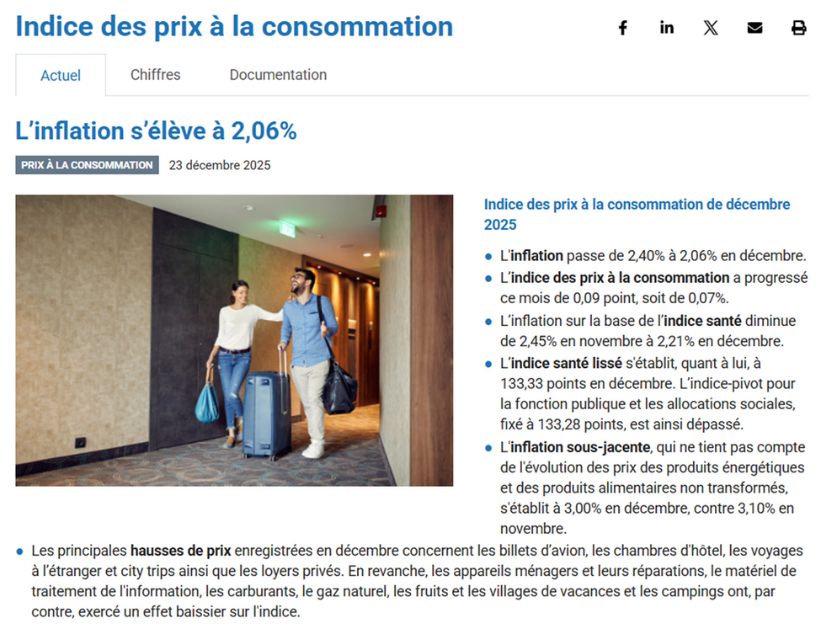 Indice des prix à la consommation
Actuel
Chiffres
Documentation
L’inflation s’élève à 2,06%
PRIX À LA CONSOMMATION
23 décembre 2025
Indice des prix à la consommation de décembre
2025
L'inflation passe de 2,40% à 2,06% en décembre.
L’indice des prix à la consommation a progressé
ce mois de 0,09 point, soit de 0,07%.
L’inflation sur la base de l’indice santé diminue
de 2,45% en novembre à 2,21% en décembre.
L’indice santé lissé s'établit, quant à lui, à
133,33 points en décembre. L’indice-pivot pour
la fonction publique et les allocations sociales,
fixé à 133,28 points, est ainsi dépassé.
L'inflation sous-jacente, qui ne tient pas compte
de l'évolution des prix des produits énergétiques
et des produits alimentaires non transformés,
s'établit à 3,00% en décembre, contre 3,10% en
novembre.
Les principales hausses de prix enregistrées en décembre concernent les billets d’avion, les chambres d'hôtel, les voyages
à l’étranger et city trips ainsi que les loyers privés. En revanche, les appareils ménagers et leurs réparations, le matériel de
traitement de l'information, les carburants, le gaz naturel, les fruits et les villages de vacances et les campings ont, par
contre, exercé un effet baissier sur l'indice.